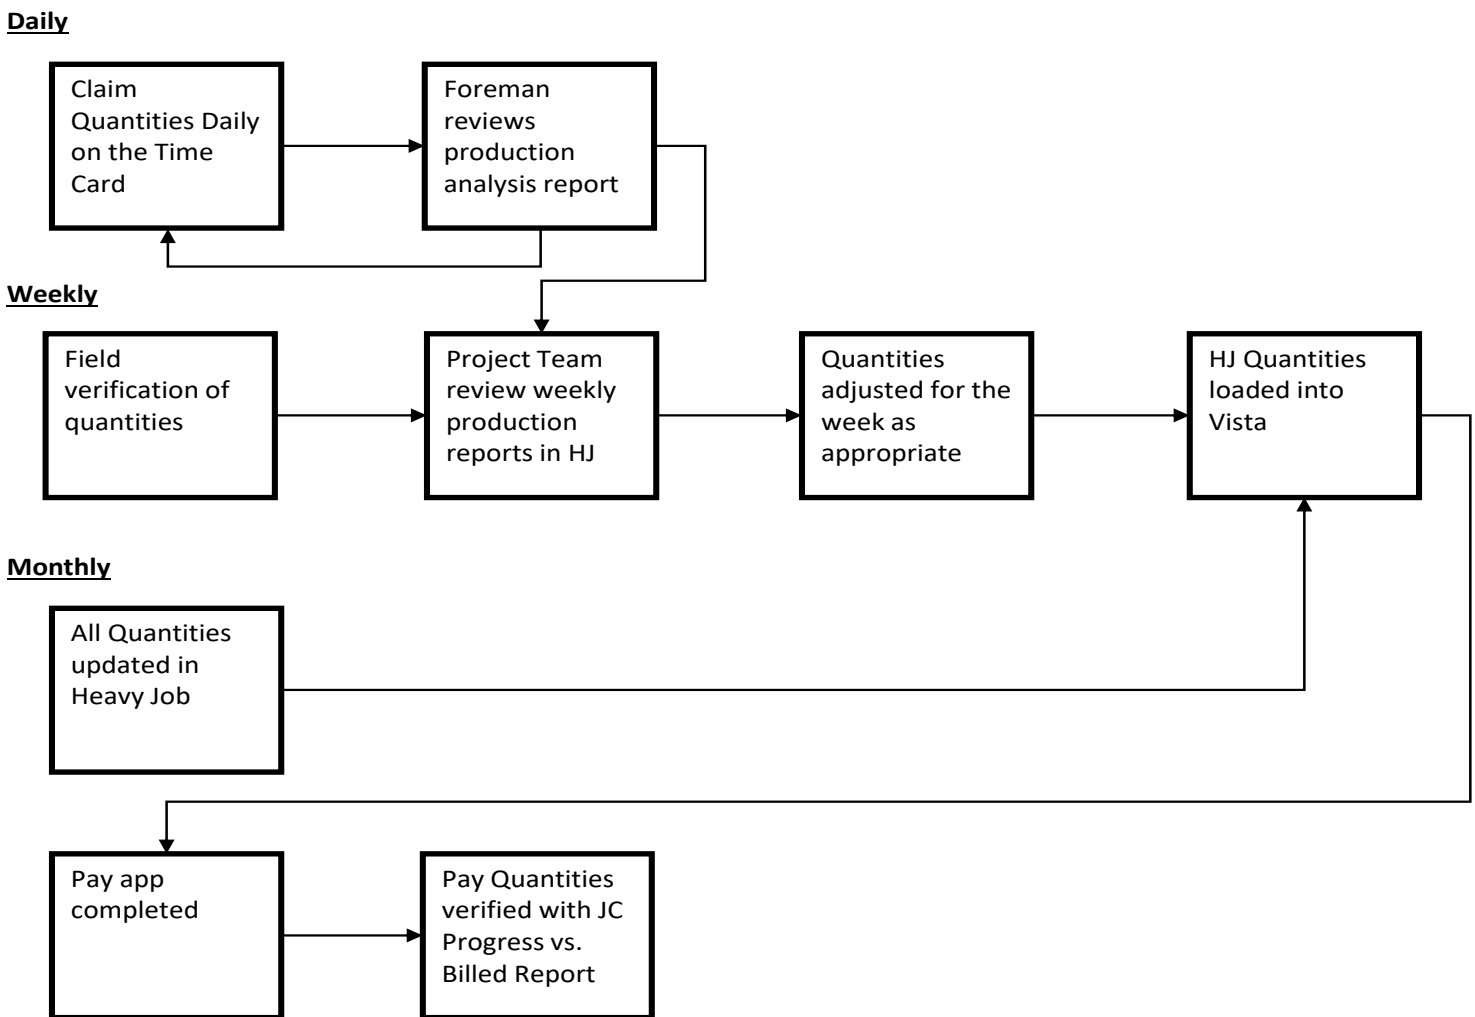 Daily
Claim
Quantities Daily
on the Time
Card
Foreman
reviews
production
analysis report
Weekly
Field
verification of
quantities
Project Team
review weekly
production
reports in HJ
Quantities
adjusted for the
week as
appropriate
HJ Quantities
loaded into
Vista
Monthly
All Quantities
updated in
Heavy Job
Pay app
completed
Pay Quantities
verified with JC
Progress vs.
Billed Report